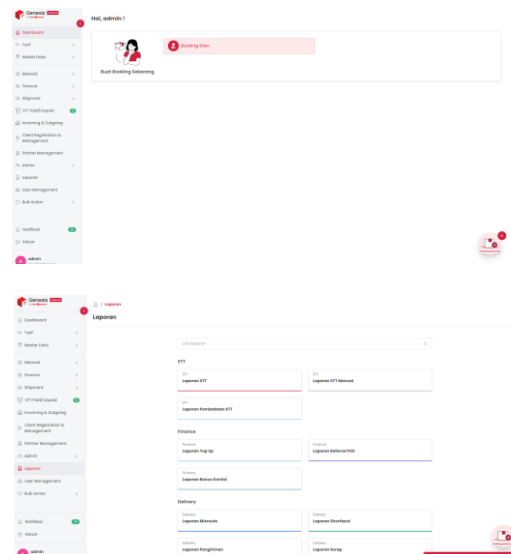 Genesis
Hai, admin !
Dashboard
Tarif
Master Data
Network
Finance
Shipment
STT Paid/Unpaid
Incoming & Outgoing
Client Registration &
Management
Partner Management
Admin
Laporan
User Management
Bulk Action
Notifikasi
Keluar
admin
Booking Klien
Buat Booking Sekarang
Genesis
/ Laporan
Laporan
Dashboard
Tarif
Master Data
Network
Finance
Shipment
STT Paid/Unpaid
Incoming & Outgoing
Client Registration &
Management
Partner Management
Admin
Laporan
User Management
Bulk Action
Notifikasi
Keluar
admin
Cari laporan
STT
STT
Laporan STT
STT
Laporan STT Manual
STT
Laporan Pembatalan STT
Finance
Finance
Laporan Top Up
Finance
Laporan Referral POS
Finance
Laporan Bonus Komisi
Delivery
Delivery
Laporan Misroute
Delivery
Laporan Shortland
Delivery
Laporan Pengiriman
Delivery
Laporan Scrap